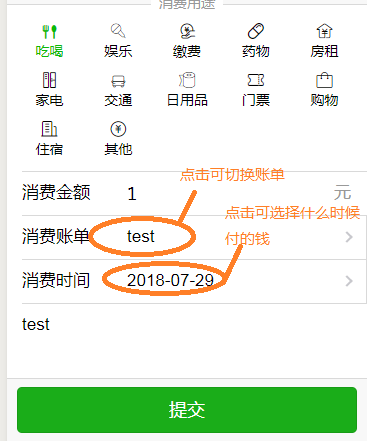 消费用途
吃喝 娱乐 缴费 药物 房租
家电 交通 日用品 门票 购物
住宿 其他
点击可切换账单
消费金额 1 元
点击可选择什么时候
付的钱
消费账单 test
消费时间 2018-07-29
test
提交